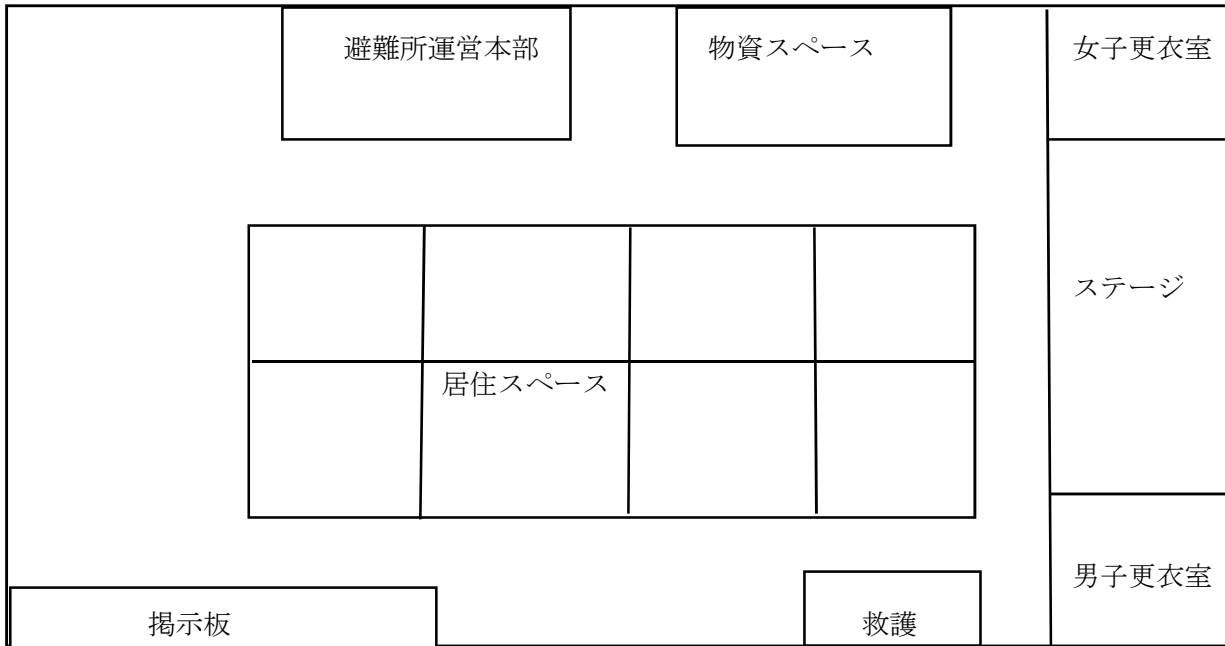 避難所運営本部
物資スペース
女子更衣室
ステージ
居住スペース
男子更衣室
掲示板
救護